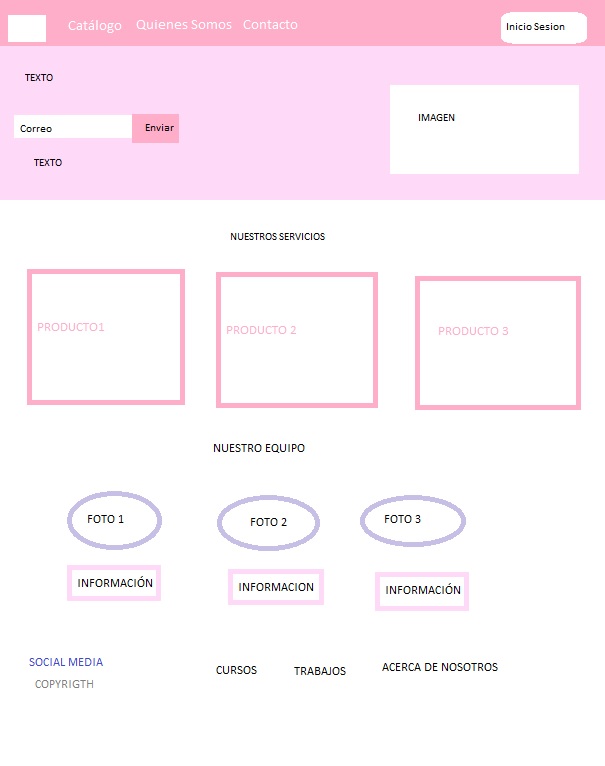 Catálogo
Quienes Somos
Contacto
Inicio Sesion
TEXTO
IMAGEN
Correo
Enviar
TEXTO
NUESTROS SERVICIOS
PRODUCTO1
PRODUCTO 2
PRODUCTO 3
NUESTRO EQUIPO
FOTO 1
FOTO 2
FOTO 3
INFORMACIÓN
INFORMACION
INFORMACIÓN
SOCIAL MEDIA
COPYRIGTH
CURSOS
TRABAJOS
ACERCA DE NOSOTROS